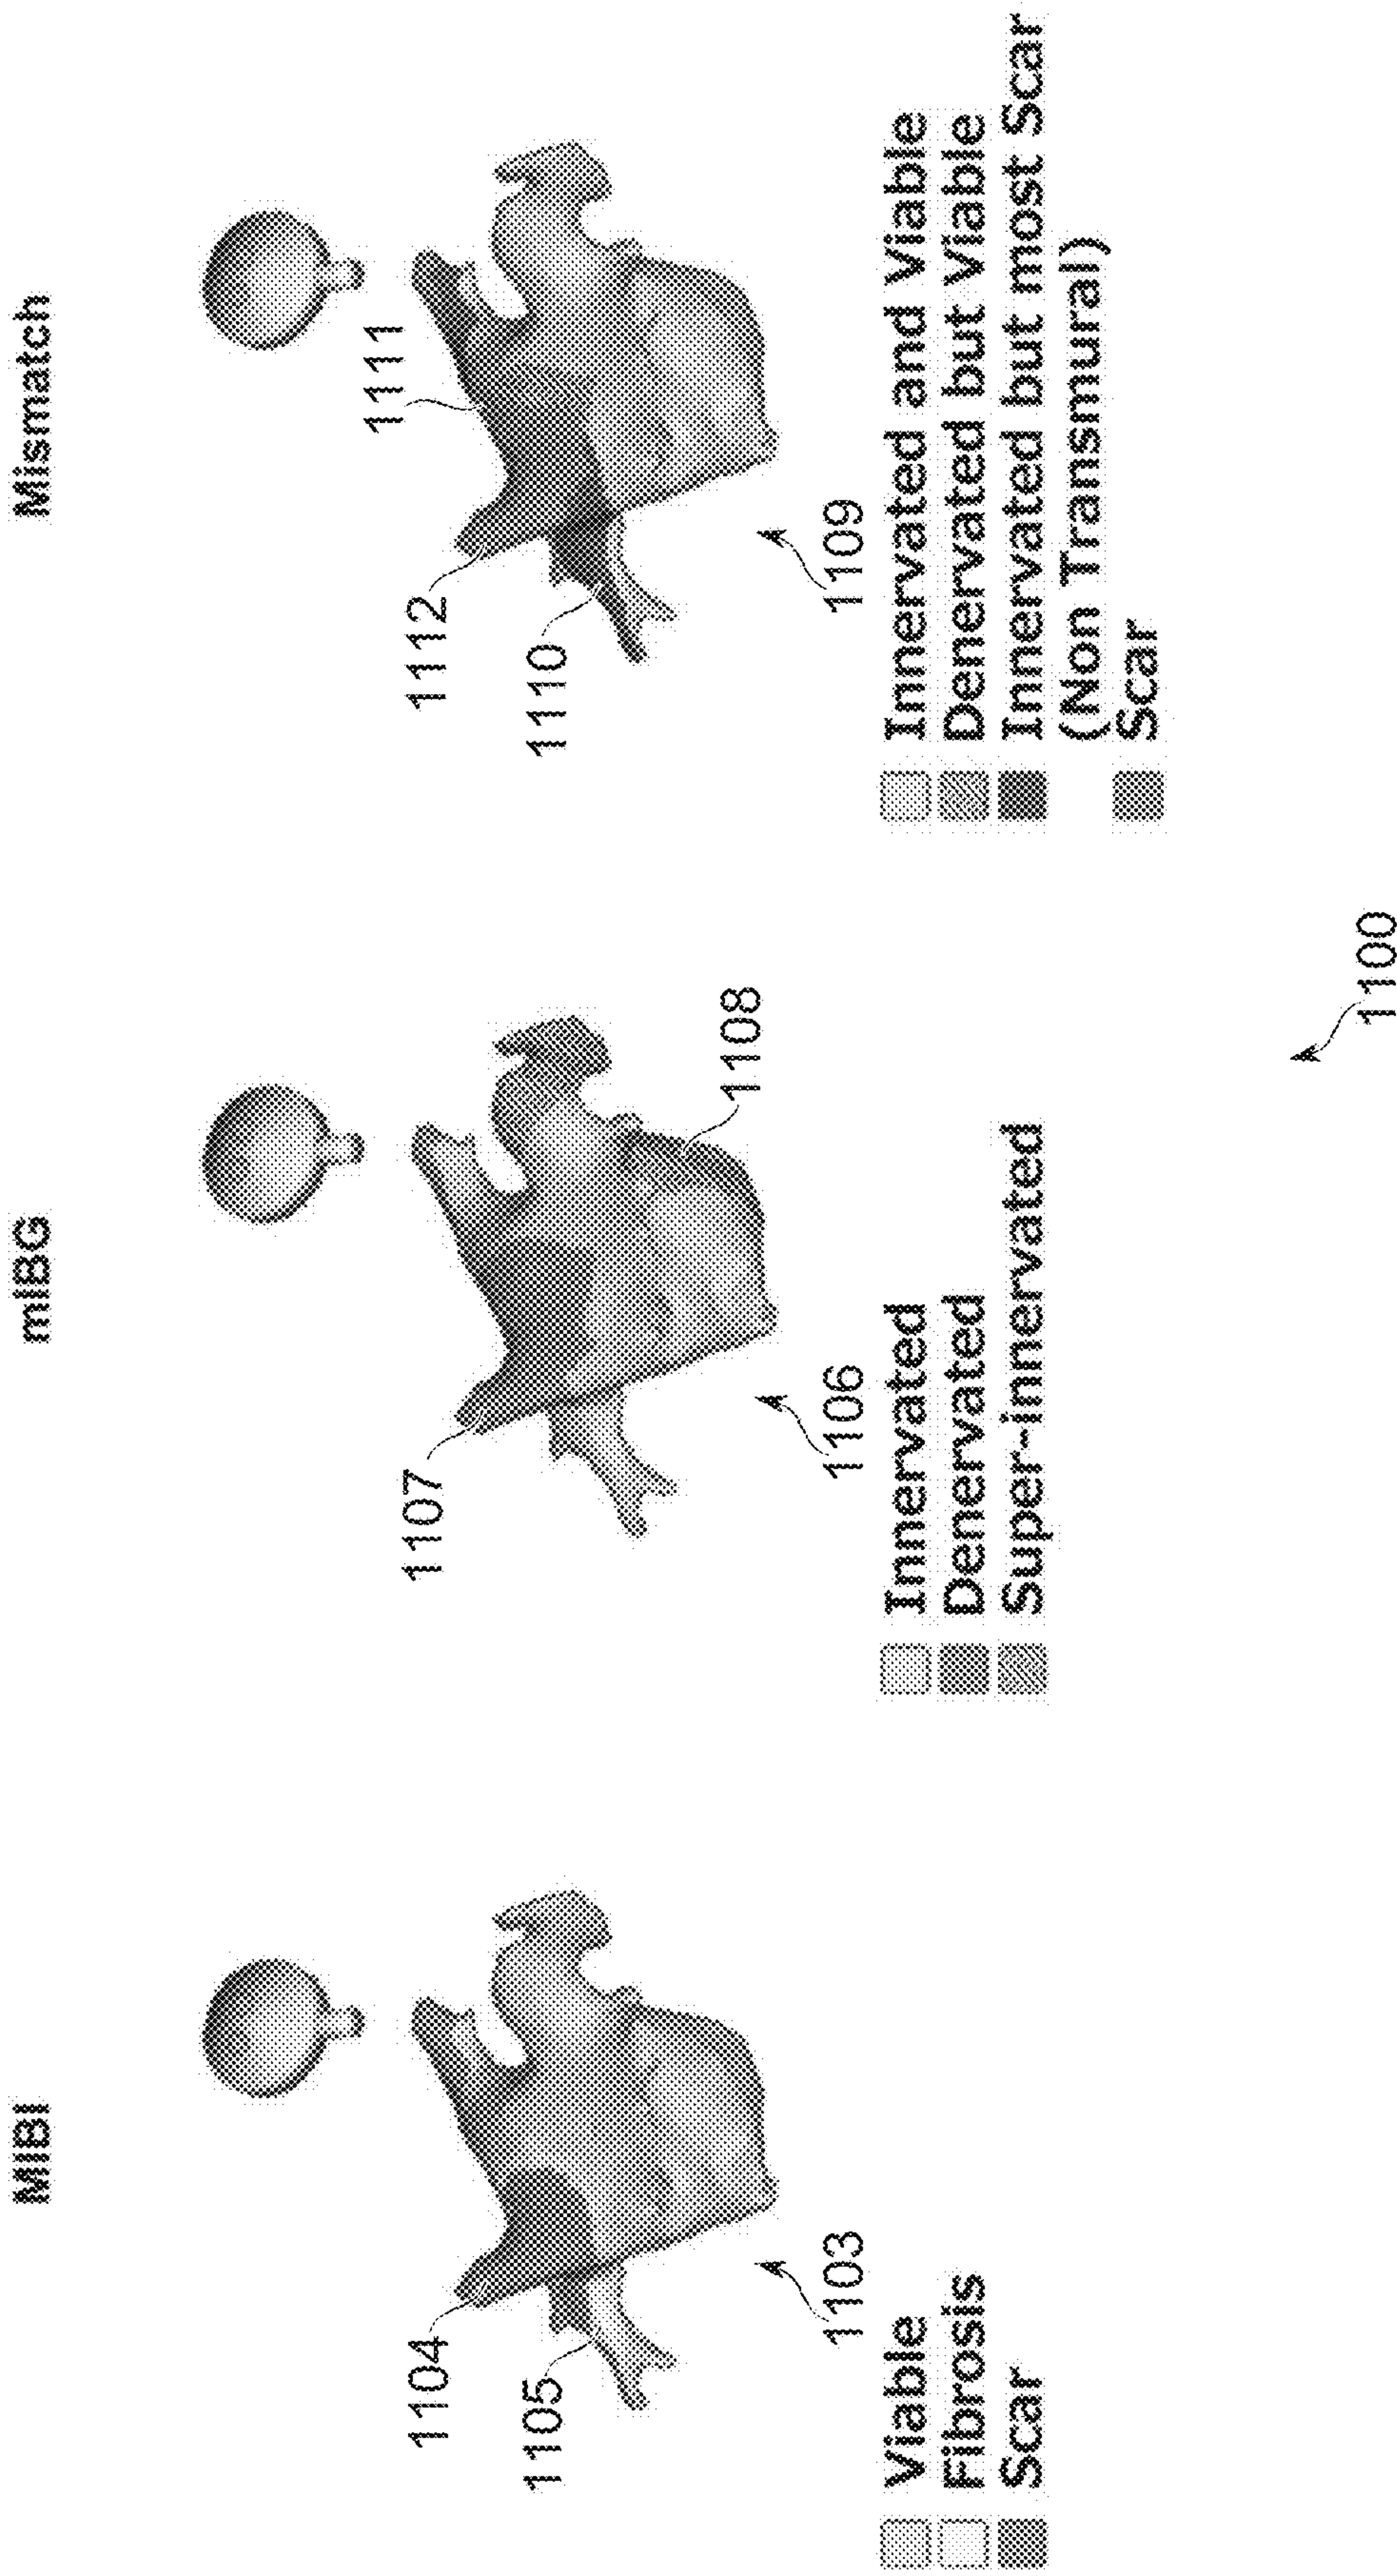 MIBI
1104
1105
1103
Viable
Fibrosis
Scar
mIBG
1107
1108
1106
Innervated
Denervated
Super-innervated
Mismatch
1111
1112
1110
1109
Innervated and Viable
Denervated but Viable
Innervated but most Scar
(Non Transmural)
Scar
1100